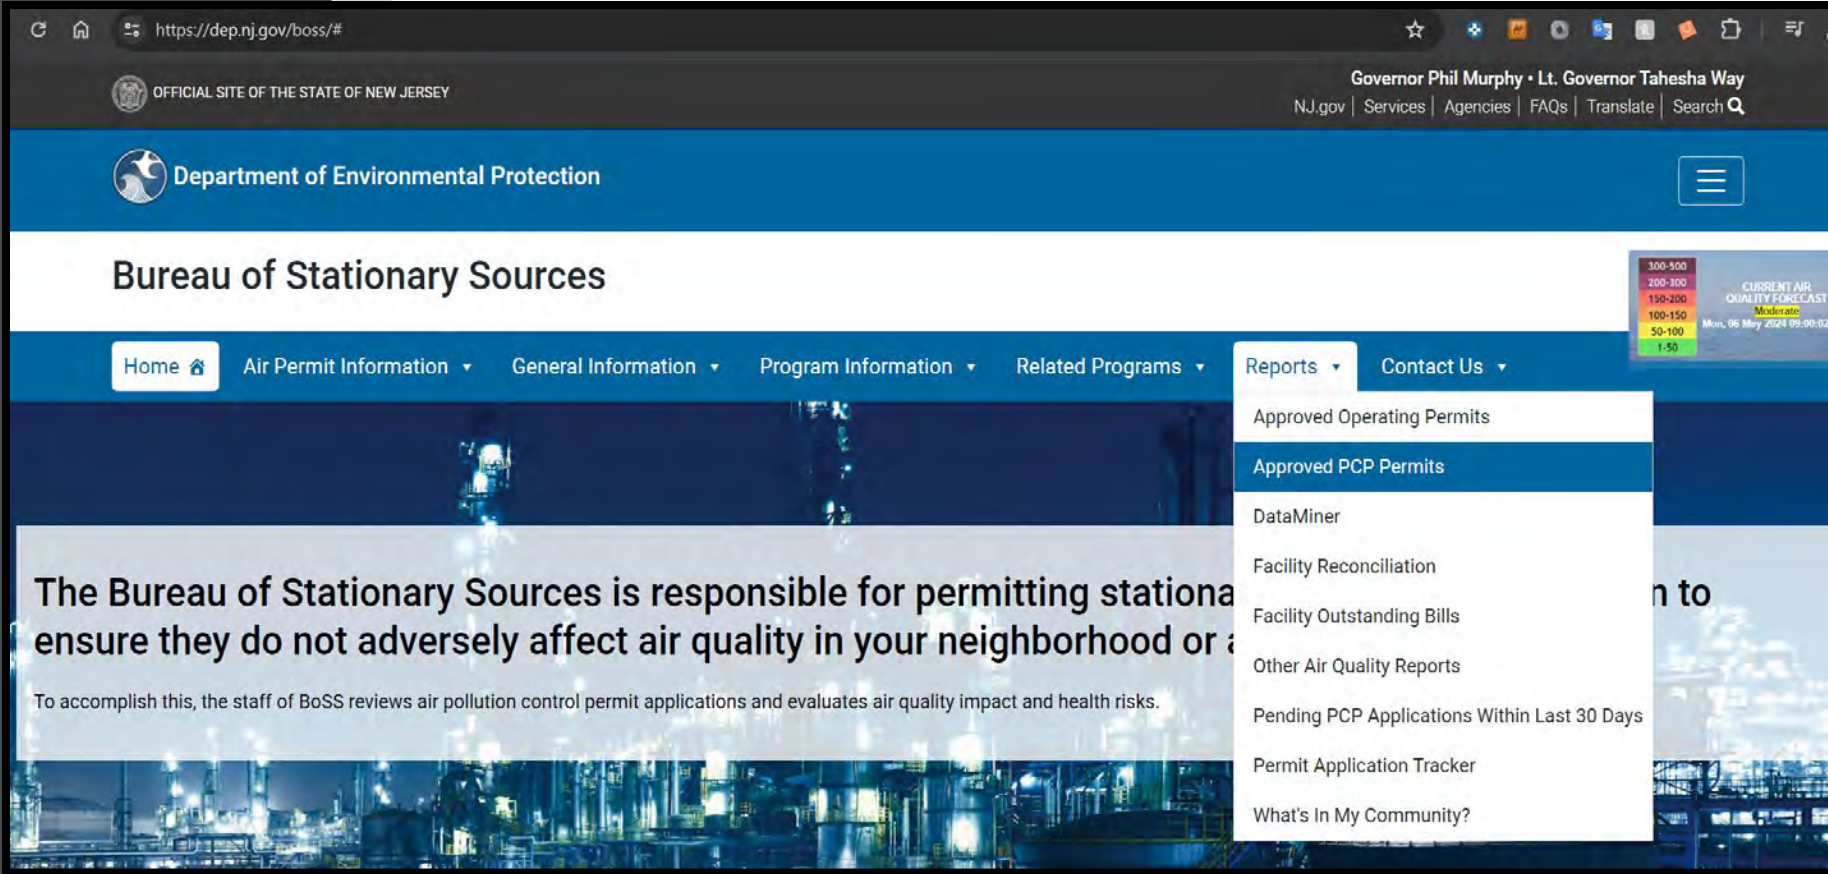 https://dep.nj.gov/boss/#
OFFICIAL SITE OF THE STATE OF NEW JERSEY
Governor Phil Murphy • Lt. Governor Tahesha Way
NJ.gov | Services | Agencies | FAQs | Translate | Search
Department of Environmental Protection
Bureau of Stationary Sources
300-500
200-300
150-200
100-150
50-100
1-50
CURRENT AIR
QUALITY FORECAST
Moderate
Mon, 06 May 2024 09:00:02
Home
Air Permit Information
General Information
Program Information
Related Programs
Reports
Contact Us
Approved Operating Permits
Approved PCP Permits
DataMiner
Facility Reconciliation
Facility Outstanding Bills
Other Air Quality Reports
Pending PCP Applications Within Last 30 Days
Permit Application Tracker
What's In My Community?
The Bureau of Stationary Sources is responsible for permitting stationa n to
ensure they do not adversely affect air quality in your neighborhood or a
To accomplish this, the staff of BoSS reviews air pollution control permit applications and evaluates air quality impact and health risks.